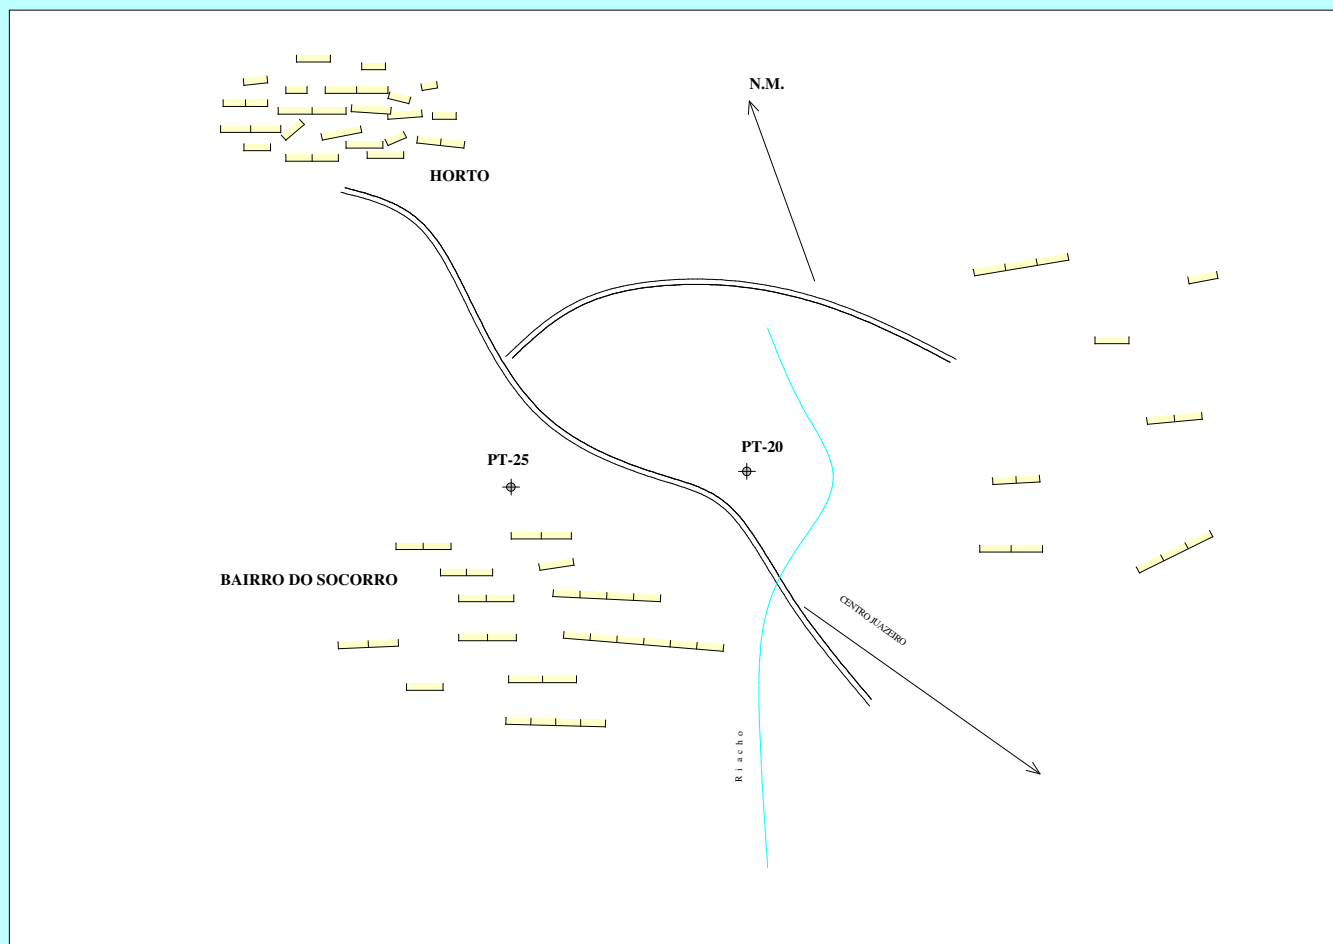 N.M.
HORTO
PT-20
PT-25
BAIRRO DO SOCORRO
CENTRO JUAZEIRO
Riacho